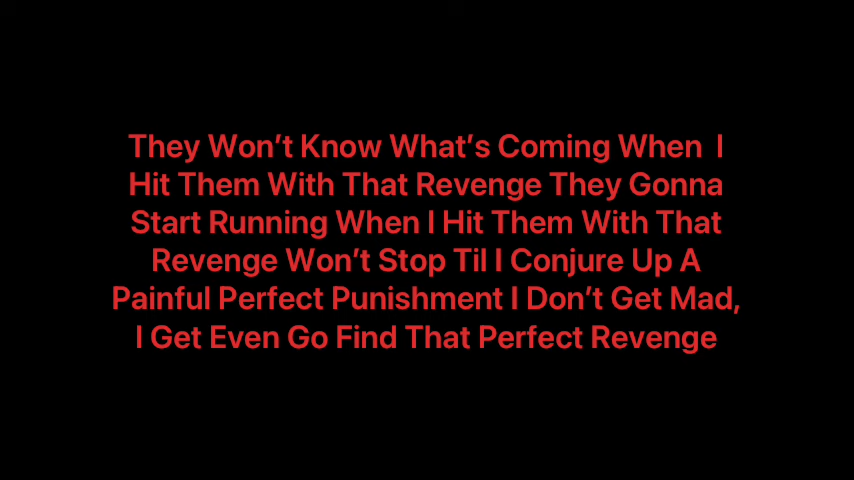 They Won’t Know What’s Coming When  I
Hit Them With That Revenge They Gonna
Start Running When I Hit Them With That
Revenge Won’t Stop Til I Conjure Up A
Painful Perfect Punishment I Don’t Get Mad,
I Get Even Go Find That Perfect Revenge